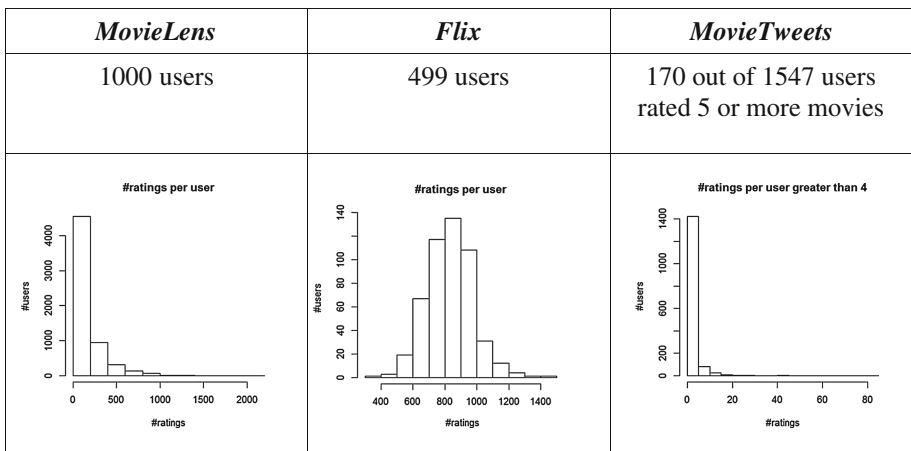 MovieLens
Flix
MovieTweets
1000 users
499 users
170 out of 1547 users
rated 5 or more movies
#ratings per user
#users
0
1000
3000
4000
0
500
1000
1500
2000
#ratings
#ratings per user
#users
0
20
40
60
80
100
140
400
600
800
1000
1200
1400
#ratings
#ratings per user greater than 4
#users
0
200
600
1000
1400
0
20
40
60
80
#ratings